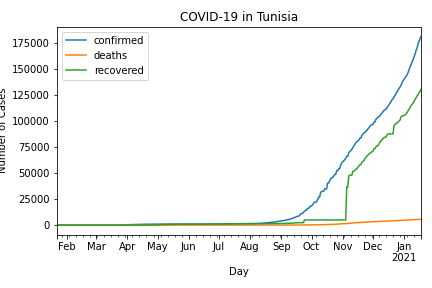 COVID-19 in Tunisia
confirmed
deaths
recovered
175000
150000
125000
100000
75000
50000
25000
0
Number of Cases
Feb Mar Apr May Jun Jul Aug Sep Oct Nov Dec Jan
2021
Day